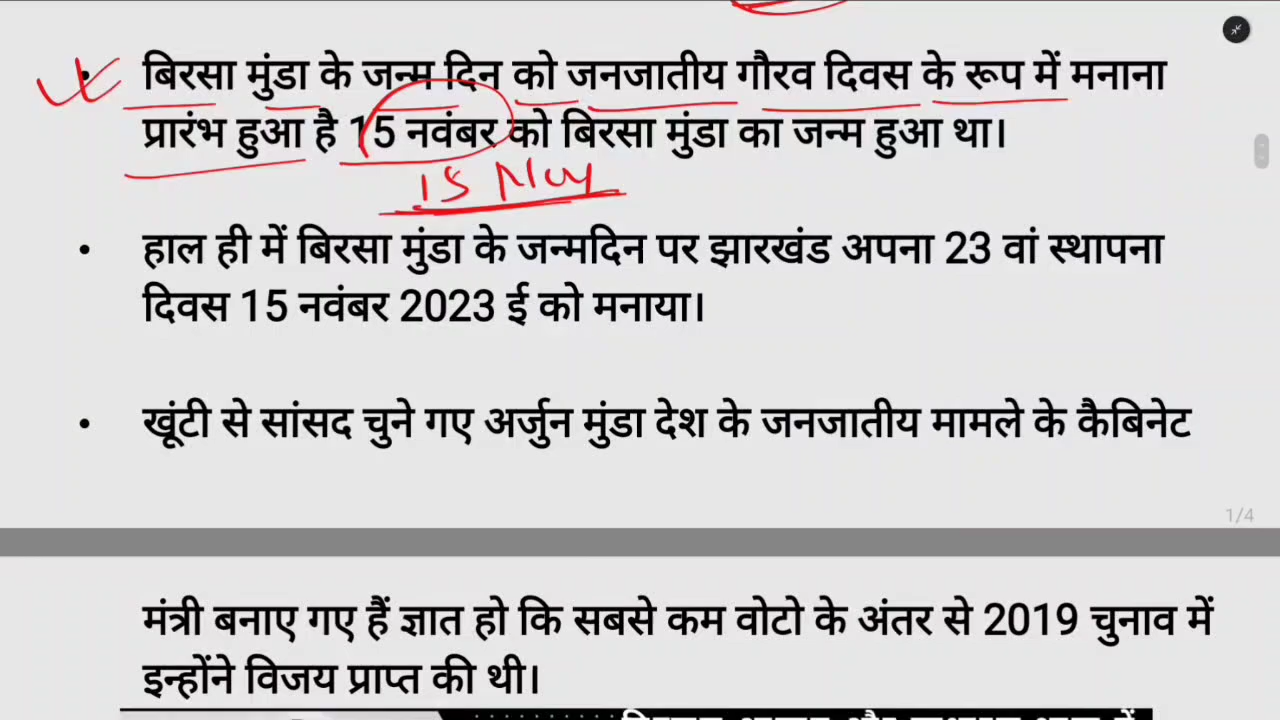 बिरसा मुंडा के जन्म दिन को जनजातीय गौरव दिवस के रूप में मनाना
प्रारंभ हुआ है 15 नवंबर को बिरसा मुंडा का जन्म हुआ था।
15 Nov
• हाल ही में बिरसा मुंडा के जन्मदिन पर झारखंड अपना 23 वां स्थापना
दिवस 15 नवंबर 2023 ई को मनाया।
• खूंटी से सांसद चुने गए अर्जुन मुंडा देश के जनजातीय मामले के कैबिनेट
1/4
मंत्री बनाए गए हैं ज्ञात हो कि सबसे कम वोटो के अंतर से 2019 चुनाव में
इन्होंने विजय प्राप्त की थी।